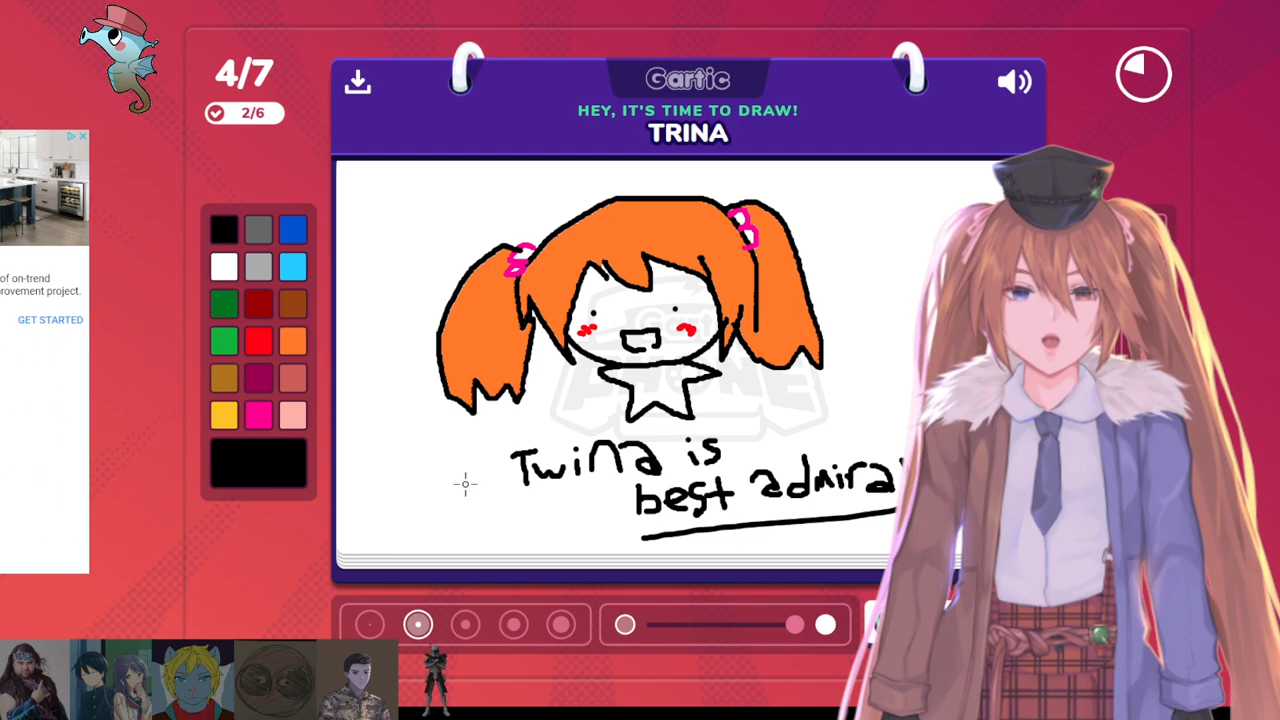 4/7
2/6
Gartic
HEY, IT'S TIME TO DRAW!
TRINA
of on-trend
provement project.
GET STARTED
Twina is
best admira